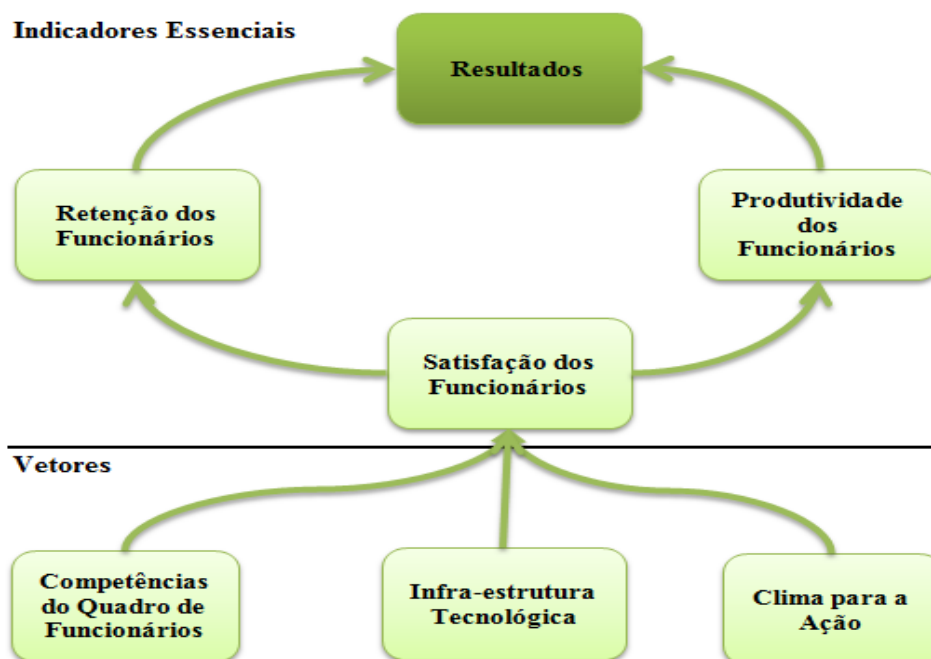 Indicadores Essenciais
Resultados
Retenção dos
Funcionários
Produtividade
dos
Funcionários
Satisfação dos
Funcionários
Vetores
Competências
do Quadro de
Funcionários
Infra-estrutura
Tecnológica
Clima para a
Ação